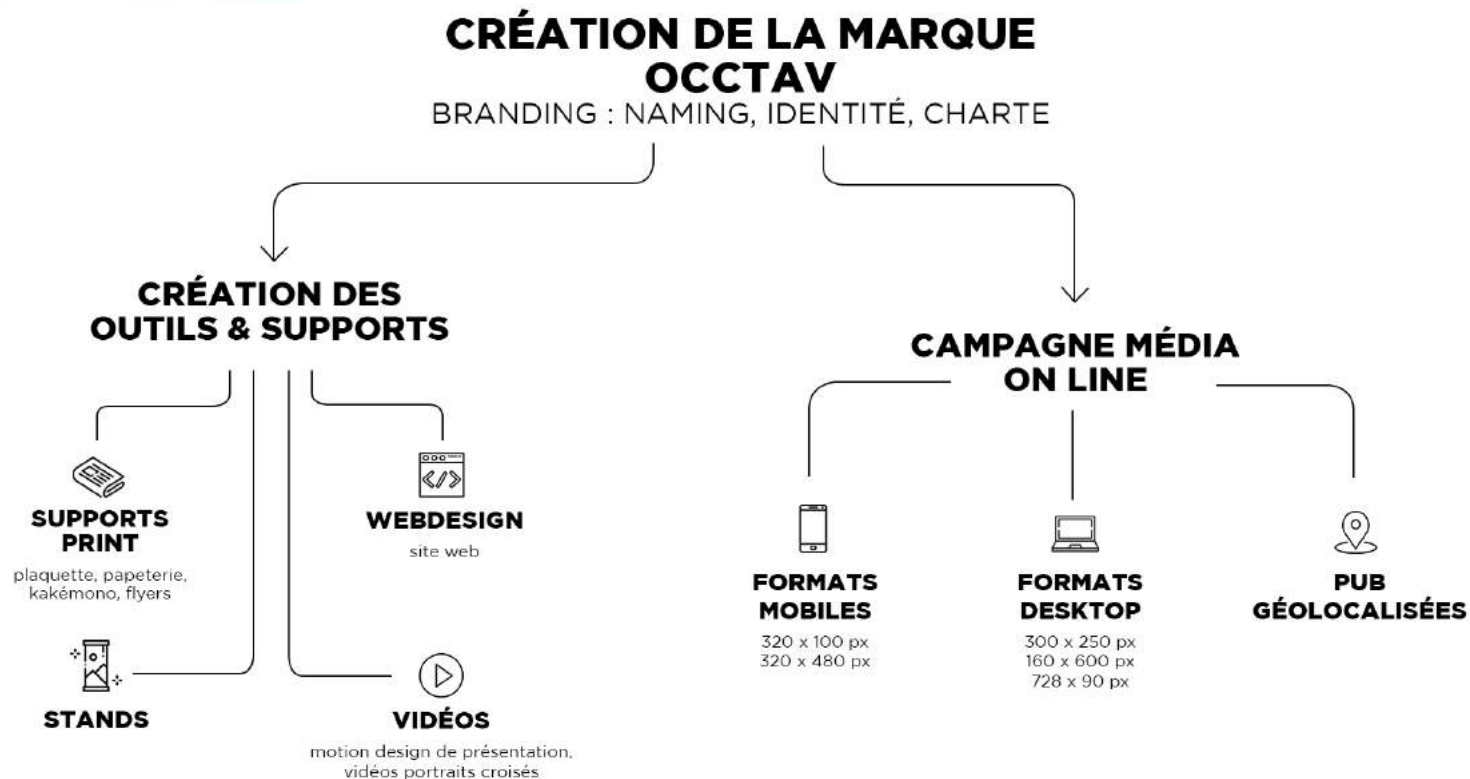 CRÉATION DE LA MARQUE
OCCTAV
BRANDING : NAMING, IDENTITÉ, CHARTE
CRÉATION DES
OUTILS & SUPPORTS
SUPPORTS
PRINT
plaquette, papeterie,
kakémono, flyers
WEBDESIGN
site web
STANDS
VIDÉOS
motion design de présentation,
vidéos portraits croisés
CAMPAGNE MÉDIA
ON LINE
FORMATS
MOBILES
320 x 100 px
320 x 480 px
FORMATS
DESKTOP
300 x 250 px
160 x 600 px
728 x 90 px
PUB
GÉOLOCALISÉES